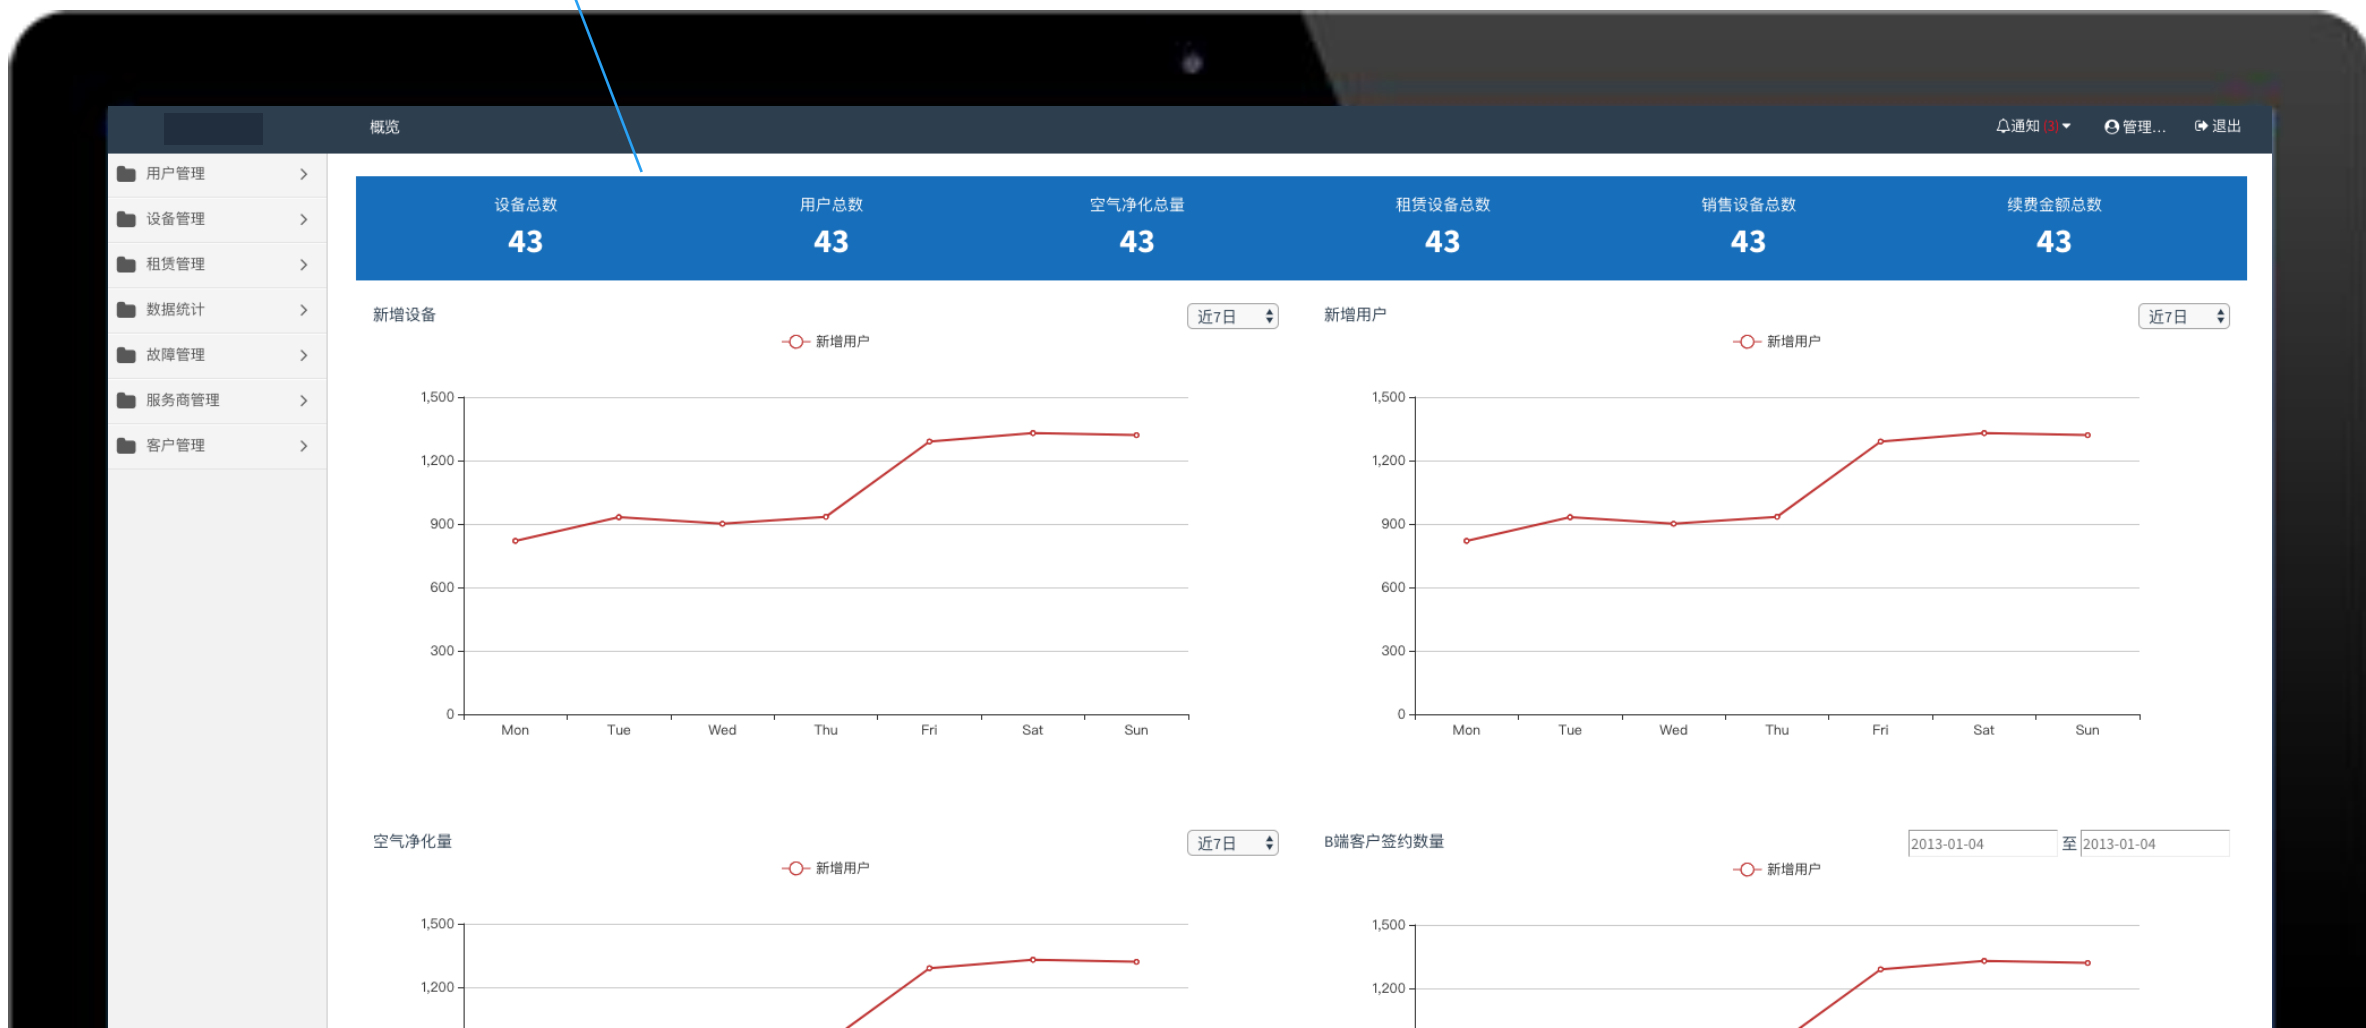 概览
通知 (3)
管理...
退出
用户管理
设备管理
租赁管理
数据统计
故障管理
服务商管理
客户管理
设备总数
43
用户总数
43
空气净化总量
43
租赁设备总数
43
销售设备总数
43
续费金额总数
43
新增设备
近7日
新增用户
1,500
1,200
900
600
300
0
Mon Tue Wed Thu Fri Sat Sun
新增用户
近7日
新增用户
1,500
1,200
900
600
300
0
Mon Tue Wed Thu Fri Sat Sun
空气净化量
近7日
新增用户
1,500
1,200
B端客户签约数量
2013-01-04 至 2013-01-04
新增用户
1,500
1,200